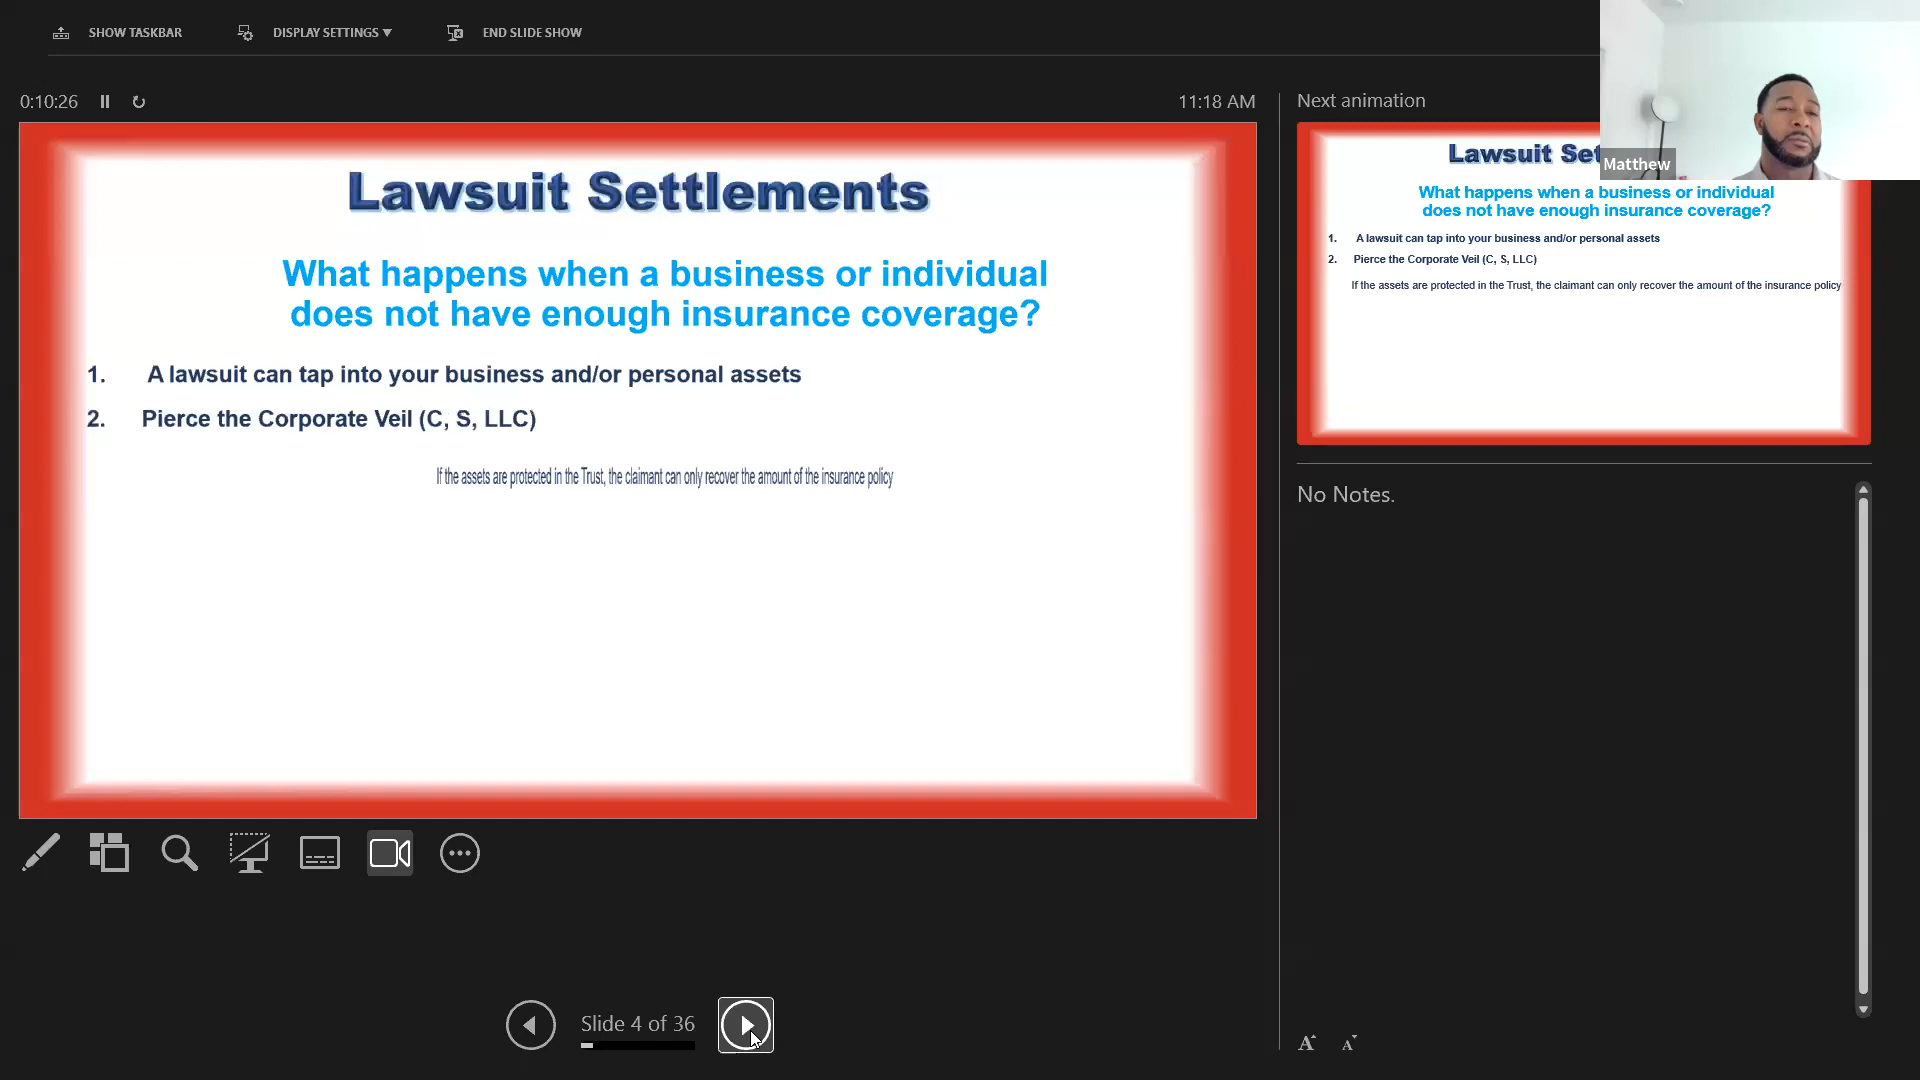 SHOW TASKBAR
DISPLAY SETTINGS ▼
END SLIDE SHOW
0:10:26
11:18 AM
Lawsuit Settlements
What happens when a business or individual
does not have enough insurance coverage?
1. A lawsuit can tap into your business and/or personal assets
2. Pierce the Corporate Veil (C, S, LLC)
If the assets are protected in the Trust, the claimant can only recover the amount of the insurance policy
Slide 4 of 36
Next animation
Matthew
Lawsuit Set
What happens when a business or individual
does not have enough insurance coverage?
1. A lawsuit can tap into your business and/or personal assets
2. Pierce the Corporate Veil (C, S, LLC)
If the assets are protected in the Trust, the claimant can only recover the amount of the insurance policy
No Notes.
A A